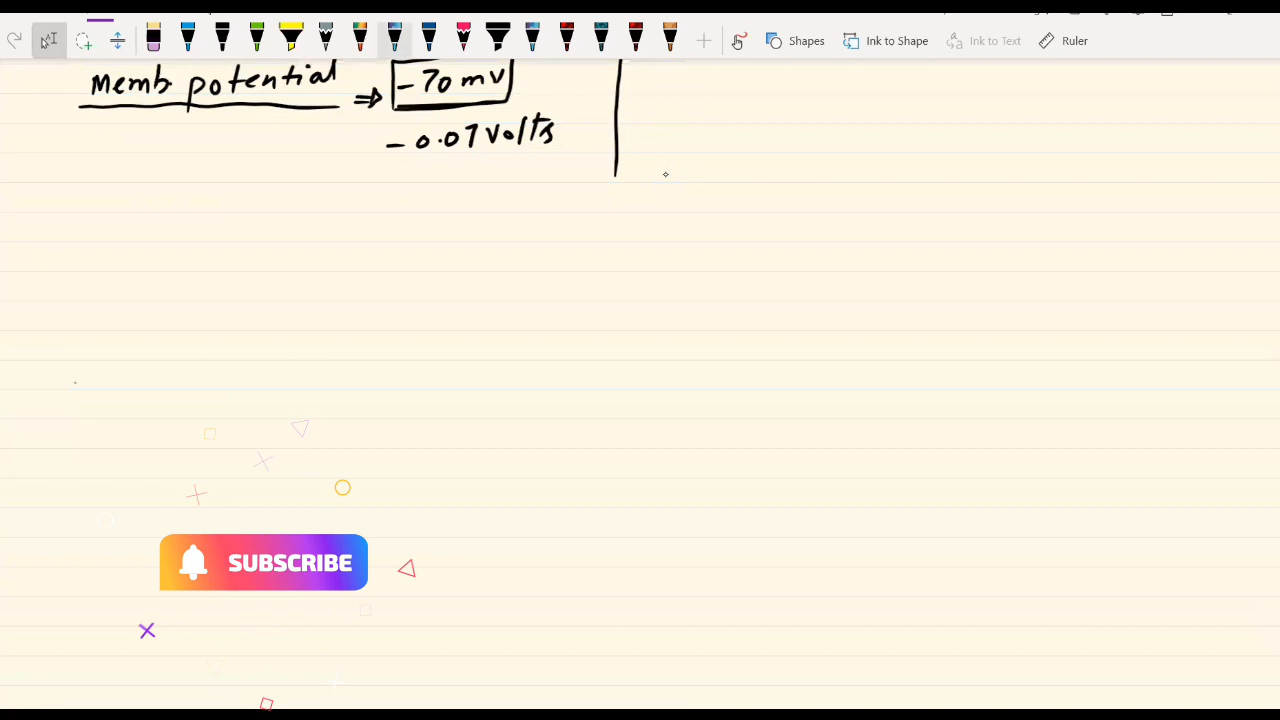 Shapes
Ink to Shape
Ink to Text
Ruler
Memb potential ⇒ - 70 mv
- 0.07 volts
SUBSCRIBE